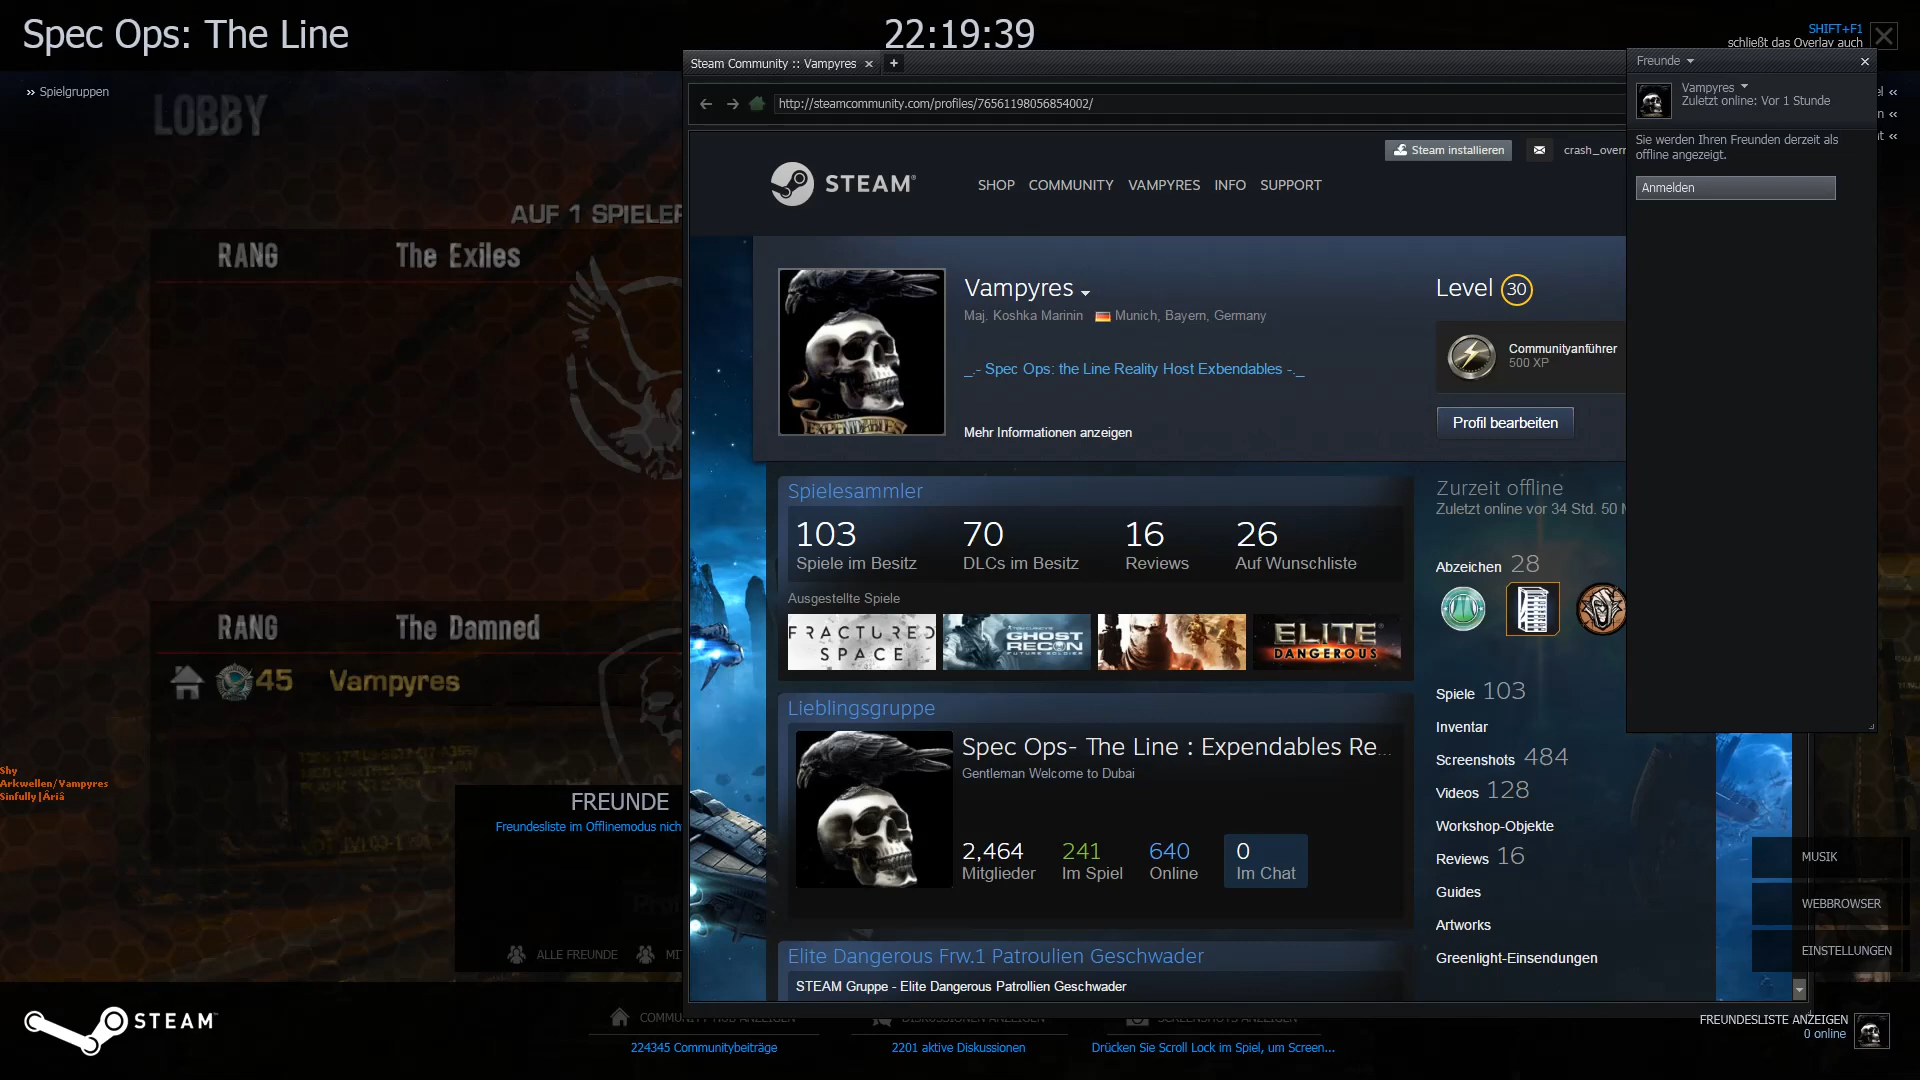 Spec Ops: The Line
22:19:39
SHIFT+F1
schließt das Overlay auch
›› Spielgruppen
LOBBY
AUF 1 SPIELER
RANG The Exiles
RANG The Damned
45 Vampyres
Shy
Arkwellen/Vampyres
Sinfully|Âriâ
FREUNDE
Freundesliste im Offlinemodus nich
ALLE FREUNDE
Steam Community :: Vampyres
http://steamcommunity.com/profiles/76561198056854002/
Steam installieren
crash_overr
STEAM
SHOP COMMUNITY VAMPYRES INFO SUPPORT
Vampyres
Maj. Koshka Marinin Munich, Bayern, Germany
_.- Spec Ops: the Line Reality Host Exbendables -._
Mehr Informationen anzeigen
THE EXPENDABLES
Level 30
Communityanführer
500 XP
Profil bearbeiten
Spielesammler
103 Spiele im Besitz
70 DLCs im Besitz
16 Reviews
26 Auf Wunschliste
Ausgestellte Spiele
FRACTURED SPACE
GHOST RECON FUTURE SOLDIER
ELITE DANGEROUS
Lieblingsgruppe
Spec Ops- The Line : Expendables Re...
Gentleman Welcome to Dubai
2,464 Mitglieder
241 Im Spiel
640 Online
0 Im Chat
Elite Dangerous Frw.1 Patroulien Geschwader
STEAM Gruppe - Elite Dangerous Patrollien Geschwader
Zurzeit offline
Zuletzt online vor 34 Std. 50 M
Abzeichen 28
Spiele 103
Inventar
Screenshots 484
Videos 128
Workshop-Objekte
Reviews 16
Guides
Artworks
Greenlight-Einsendungen
Freunde
Vampyres
Zuletzt online: Vor 1 Stunde
Sie werden Ihren Freunden derzeit als
offline angezeigt.
Anmelden
MUSIK
WEBBROWSER
EINSTELLUNGEN
STEAM
224345 Communitybeiträge
2201 aktive Diskussionen
Drücken Sie Scroll Lock im Spiel, um Screen...
FREUNDESLISTE ANZEIGEN
0 online